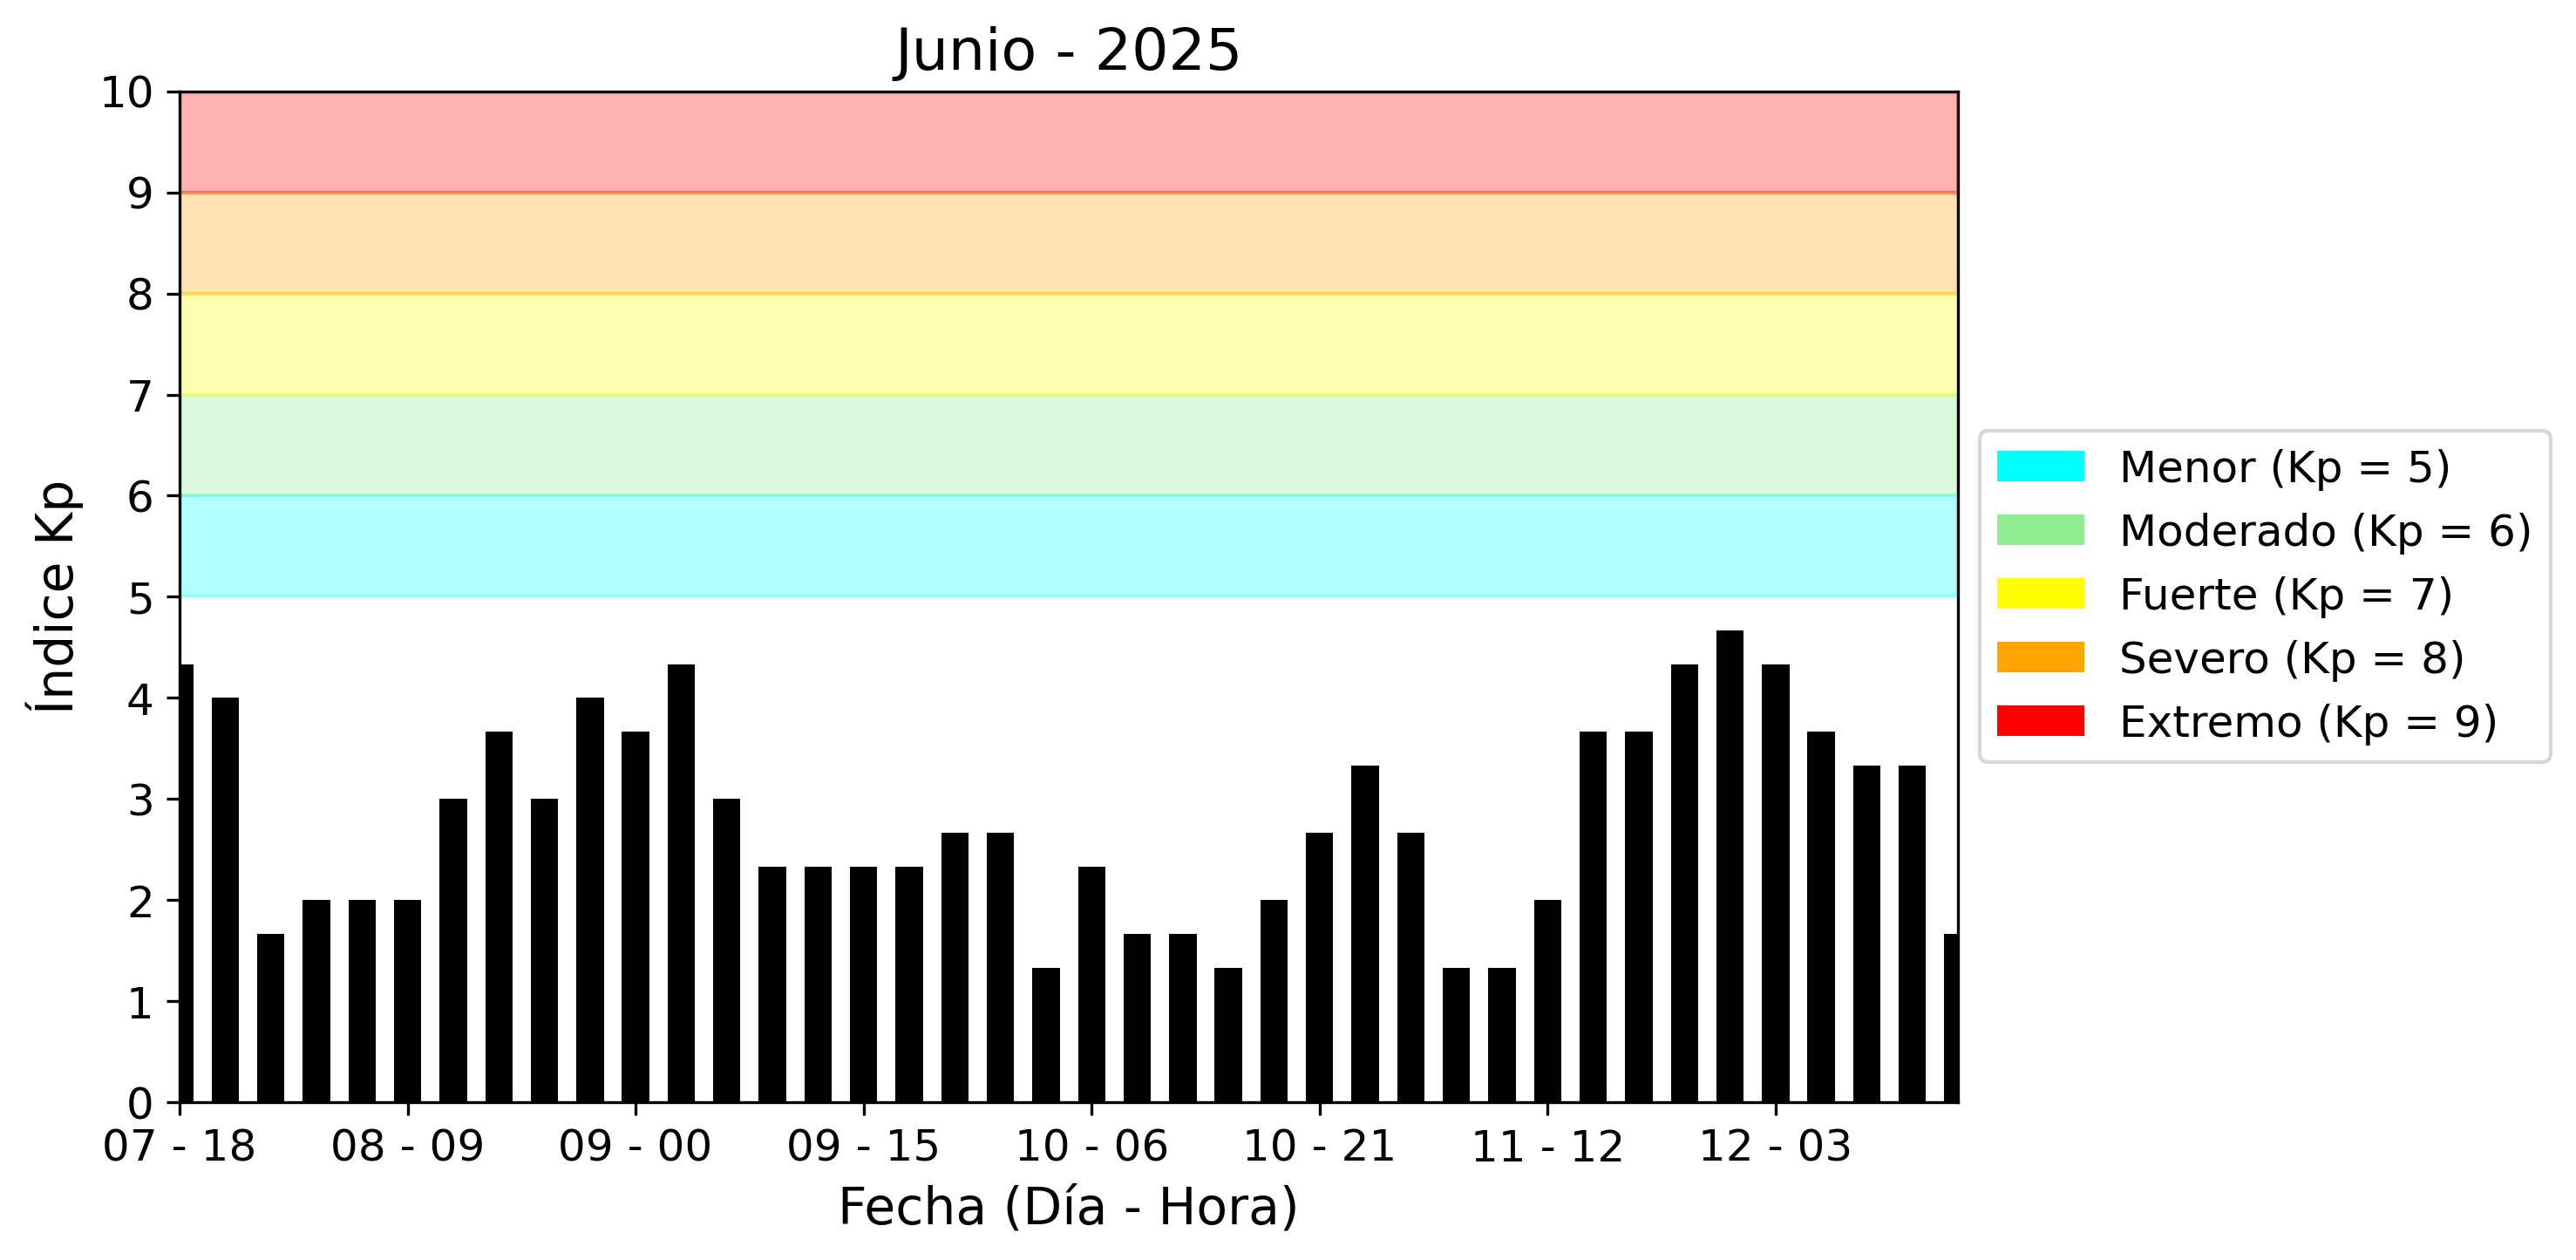 Junio - 2025
10
9
8
7
6
5
4
3
2
1
0
Índice Kp
07 - 18 08 - 09 09 - 00 09 - 15 10 - 06 10 - 21 11 - 12 12 - 03
Fecha (Día - Hora)
Menor (Kp = 5)
Moderado (Kp = 6)
Fuerte (Kp = 7)
Severo (Kp = 8)
Extremo (Kp = 9)